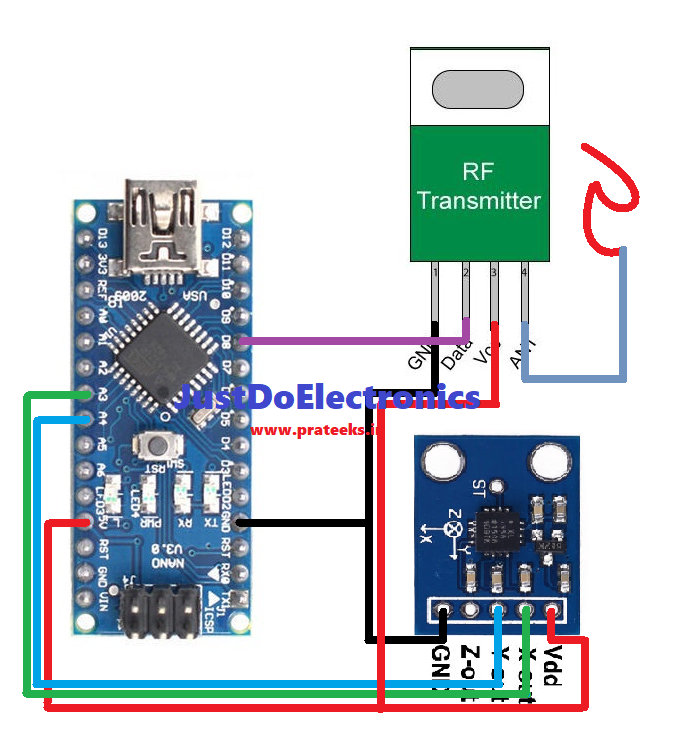 RF
Transmitter
1
2
3
4
GND
Data
Vcc
ANT
USA
2009
D13
3V3
REF
A0
A1
A2
A3
A4
A5
A6
5V
RST
GND
VIN
D12
D11
D10
D9
D8
D7
D5
D4
D3
D2
GND
RST
RX0
TX1
RST
SW1
LED4
PWR
RX
TX
NANO
V3.0
ICSP
JustDoElectronics
www.prateeks.in
ST
Z
X
Y
GND
Z-out
Y-out
X-out
Vdd